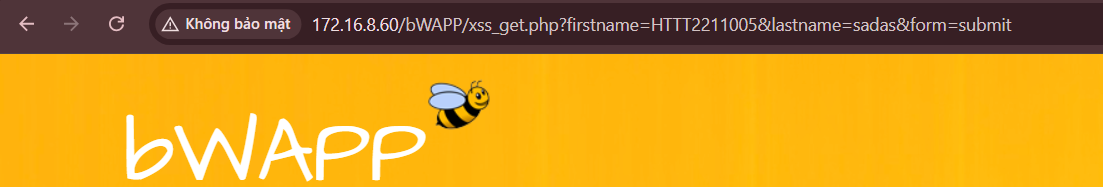 Không bảo mật 172.16.8.60/bWAPP/xss_get.php?firstname=HTTT2211005&lastname=sadas&form=submit
bWAPP